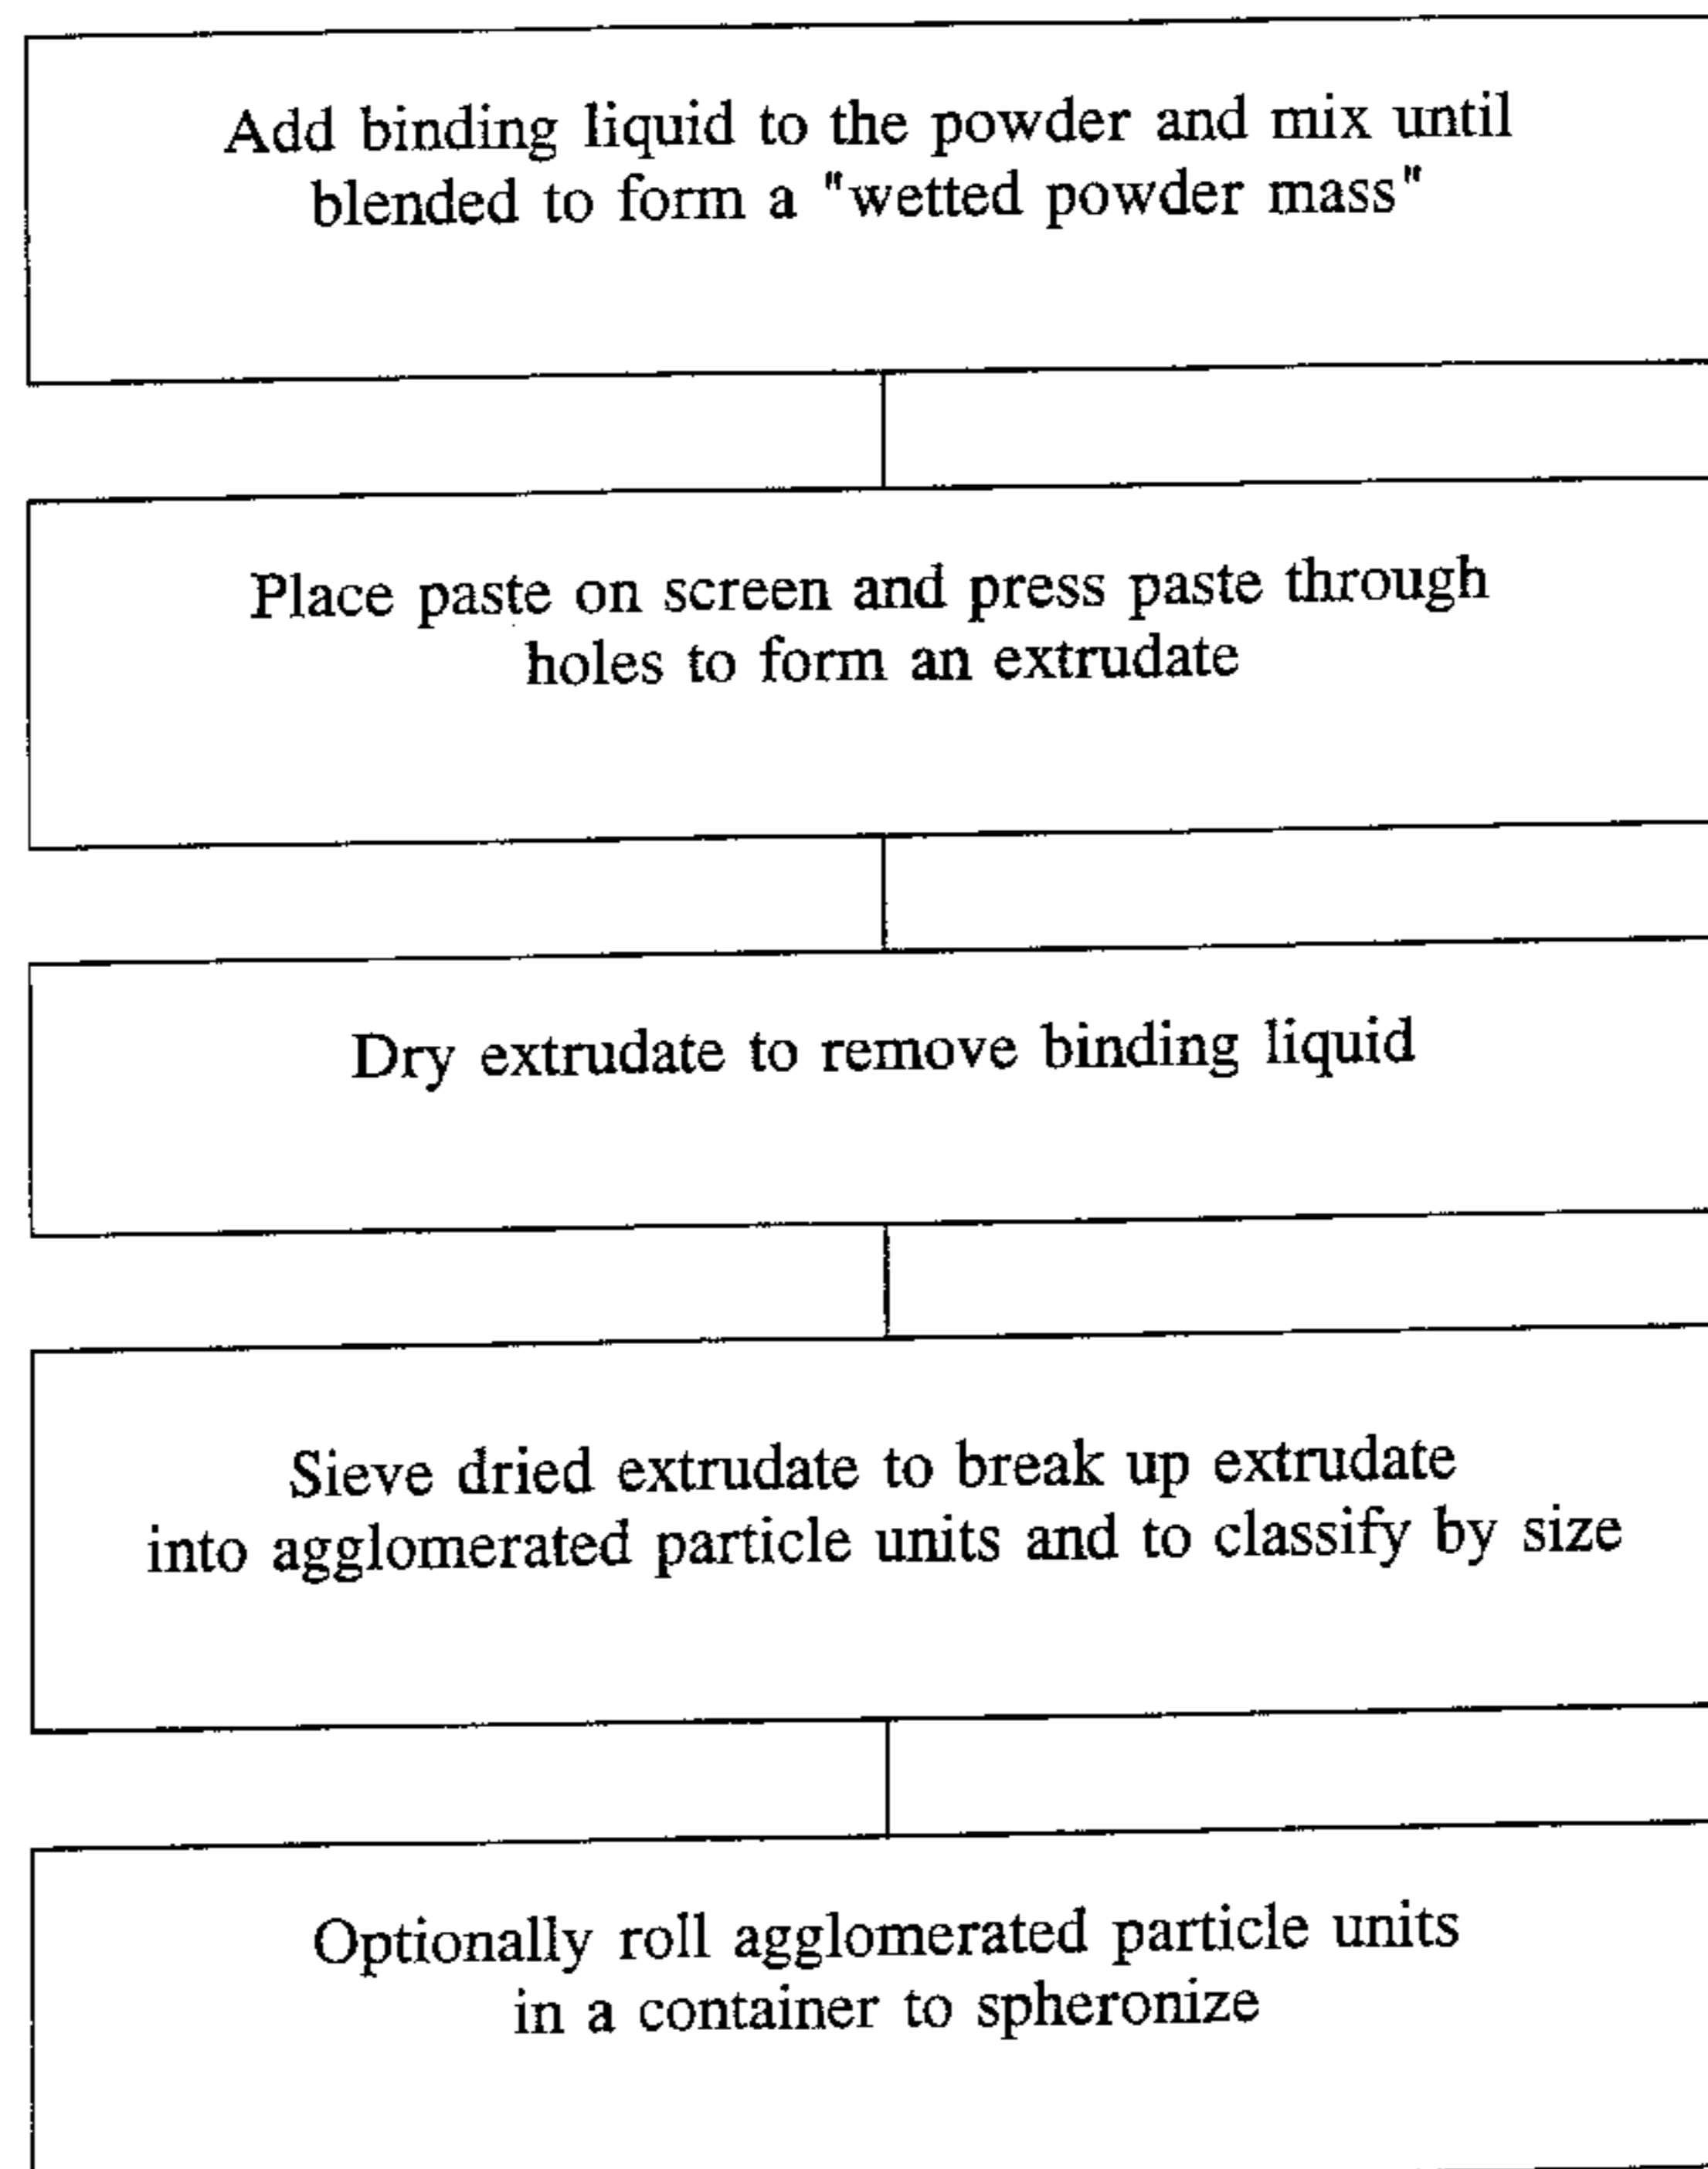 Add binding liquid to the powder and mix until
blended to form a "wetted powder mass"
Place paste on screen and press paste through
holes to form an extrudate
Dry extrudate to remove binding liquid
Sieve dried extrudate to break up extrudate
into agglomerated particle units and to classify by size
Optionally roll agglomerated particle units
in a container to spheronize